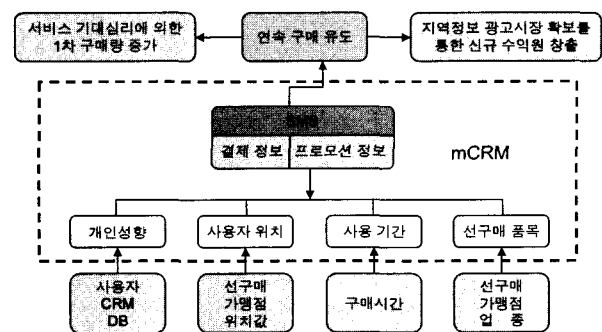 서비스 기대심리에 의한
1차 구매량 증가
연속 구매 유도
지역정보 광고시장 확보를
통한 신규 수익원 창출
SMS
결제 정보 프로모션 정보
mCRM
개인성향
사용자 위치
사용 기간
선구매 품목
사용자
CRM
DB
선구매
가맹점
위치값
구매시간
선구매
가맹점
업 종